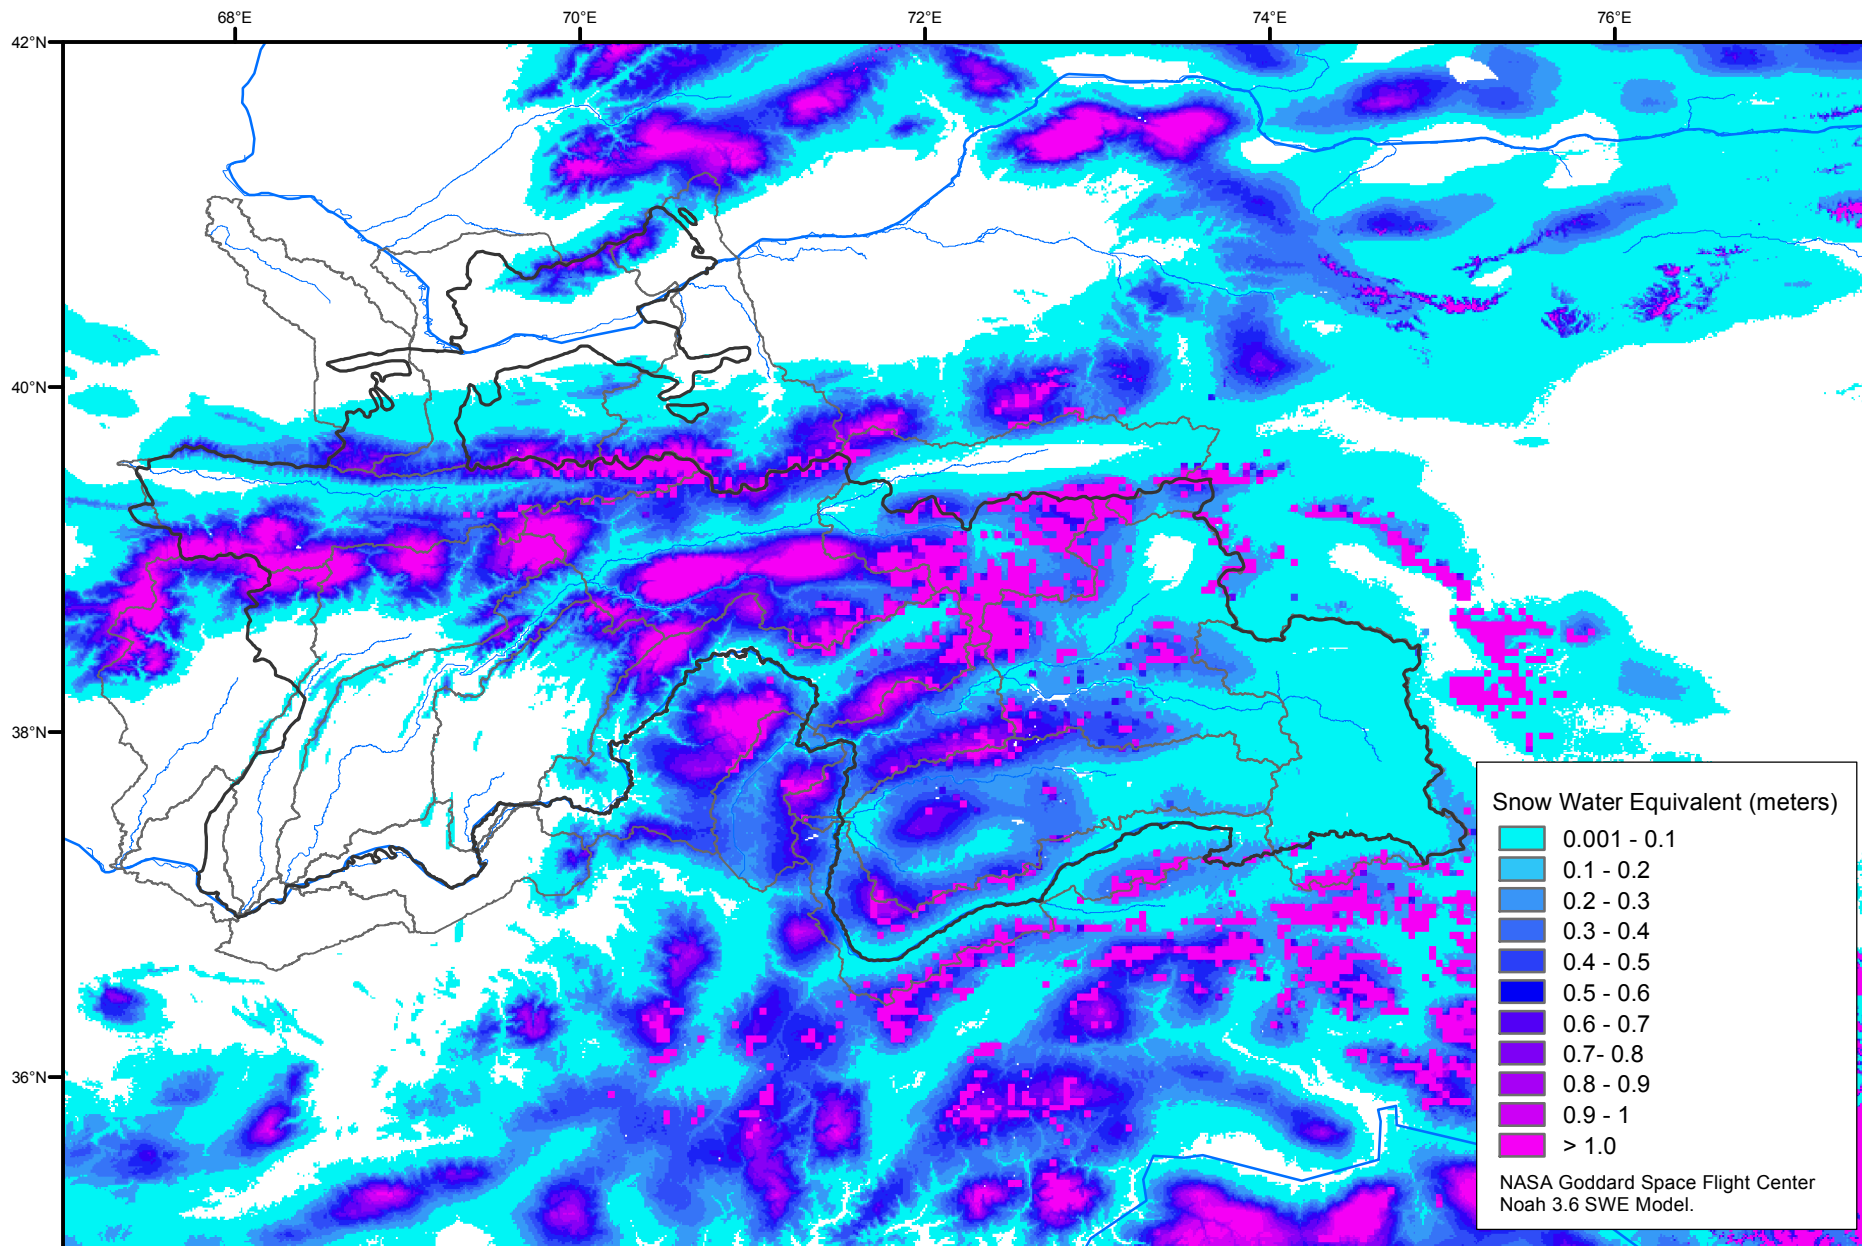 68°E 70°E 72°E 74°E 76°E
42°N
40°N
38°N
36°N
Snow Water Equivalent (meters)
0.001 - 0.1
0.1 - 0.2
0.2 - 0.3
0.3 - 0.4
0.4 - 0.5
0.5 - 0.6
0.6 - 0.7
0.7- 0.8
0.8 - 0.9
0.9 - 1
> 1.0
NASA Goddard Space Flight Center
Noah 3.6 SWE Model.